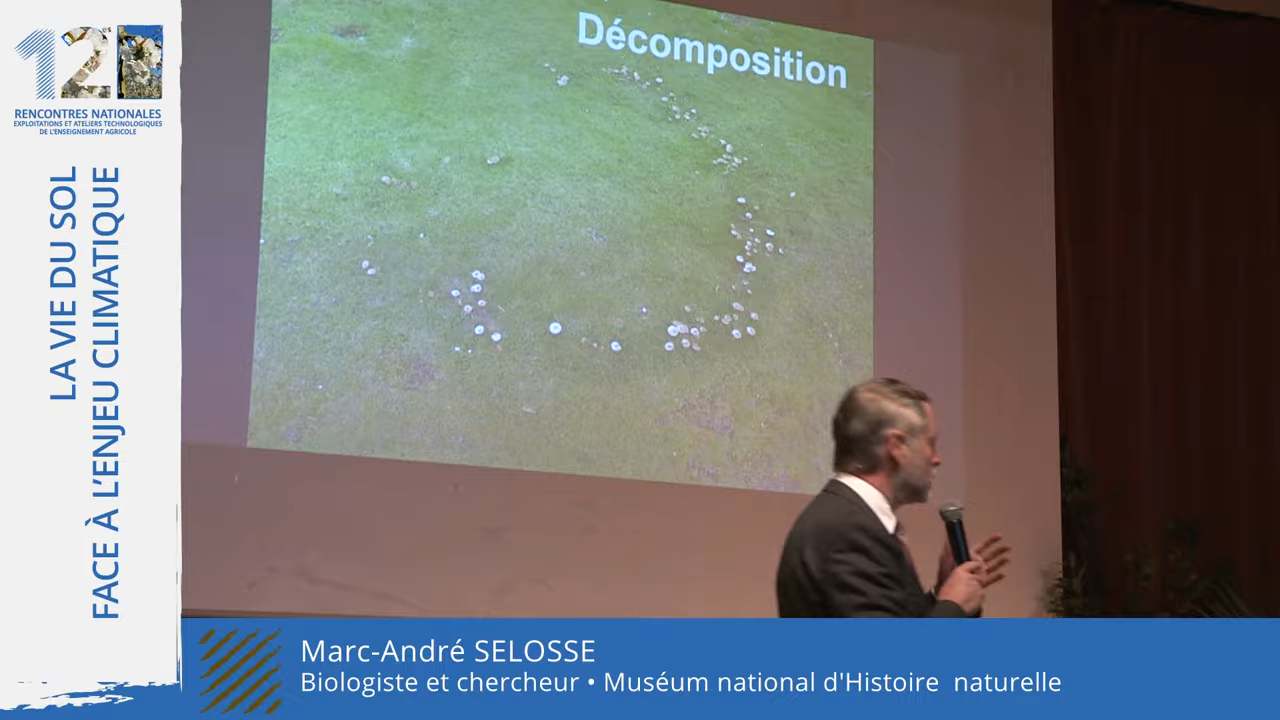 12es
RENCONTRES NATIONALES
EXPLOITATIONS ET ATELIERS TECHNOLOGIQUES
DE L'ENSEIGNEMENT AGRICOLE
LA VIE DU SOL
FACE À L'ENJEU CLIMATIQUE
Décomposition
Marc-André SELOSSE
Biologiste et chercheur • Muséum national d'Histoire naturelle